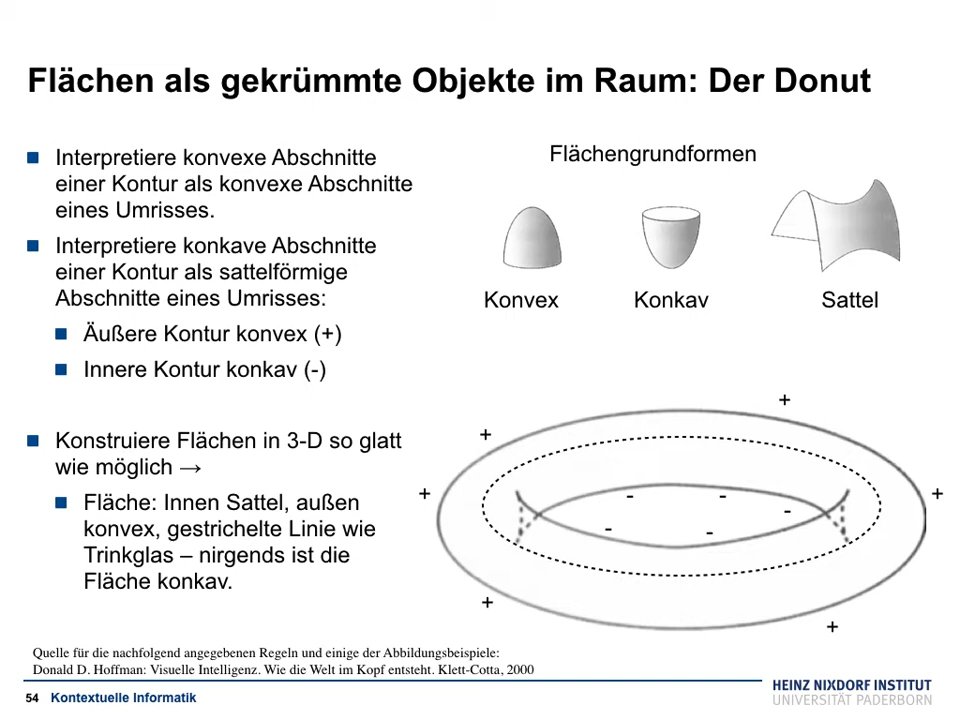 Flächen als gekrümmte Objekte im Raum: Der Donut
Interpretiere konvexe Abschnitte
einer Kontur als konvexe Abschnitte
eines Umrisses.
Interpretiere konkave Abschnitte
einer Kontur als sattelförmige
Abschnitte eines Umrisses:
Äußere Kontur konvex (+)
Innere Kontur konkav (-)
Konstruiere Flächen in 3-D so glatt
wie möglich →
Fläche: Innen Sattel, außen
konvex, gestrichelte Linie wie
Trinkglas – nirgends ist die
Fläche konkav.
Flächengrundformen
Konvex Konkav Sattel
+
+
+ - - +
-
- -
+
+
Quelle für die nachfolgend angegebenen Regeln und einige der Abbildungsbeispiele:
Donald D. Hoffman: Visuelle Intelligenz. Wie die Welt im Kopf entsteht. Klett-Cotta, 2000
54 Kontextuelle Informatik
HEINZ NIXDORF INSTITUT
UNIVERSITÄT PADERBORN